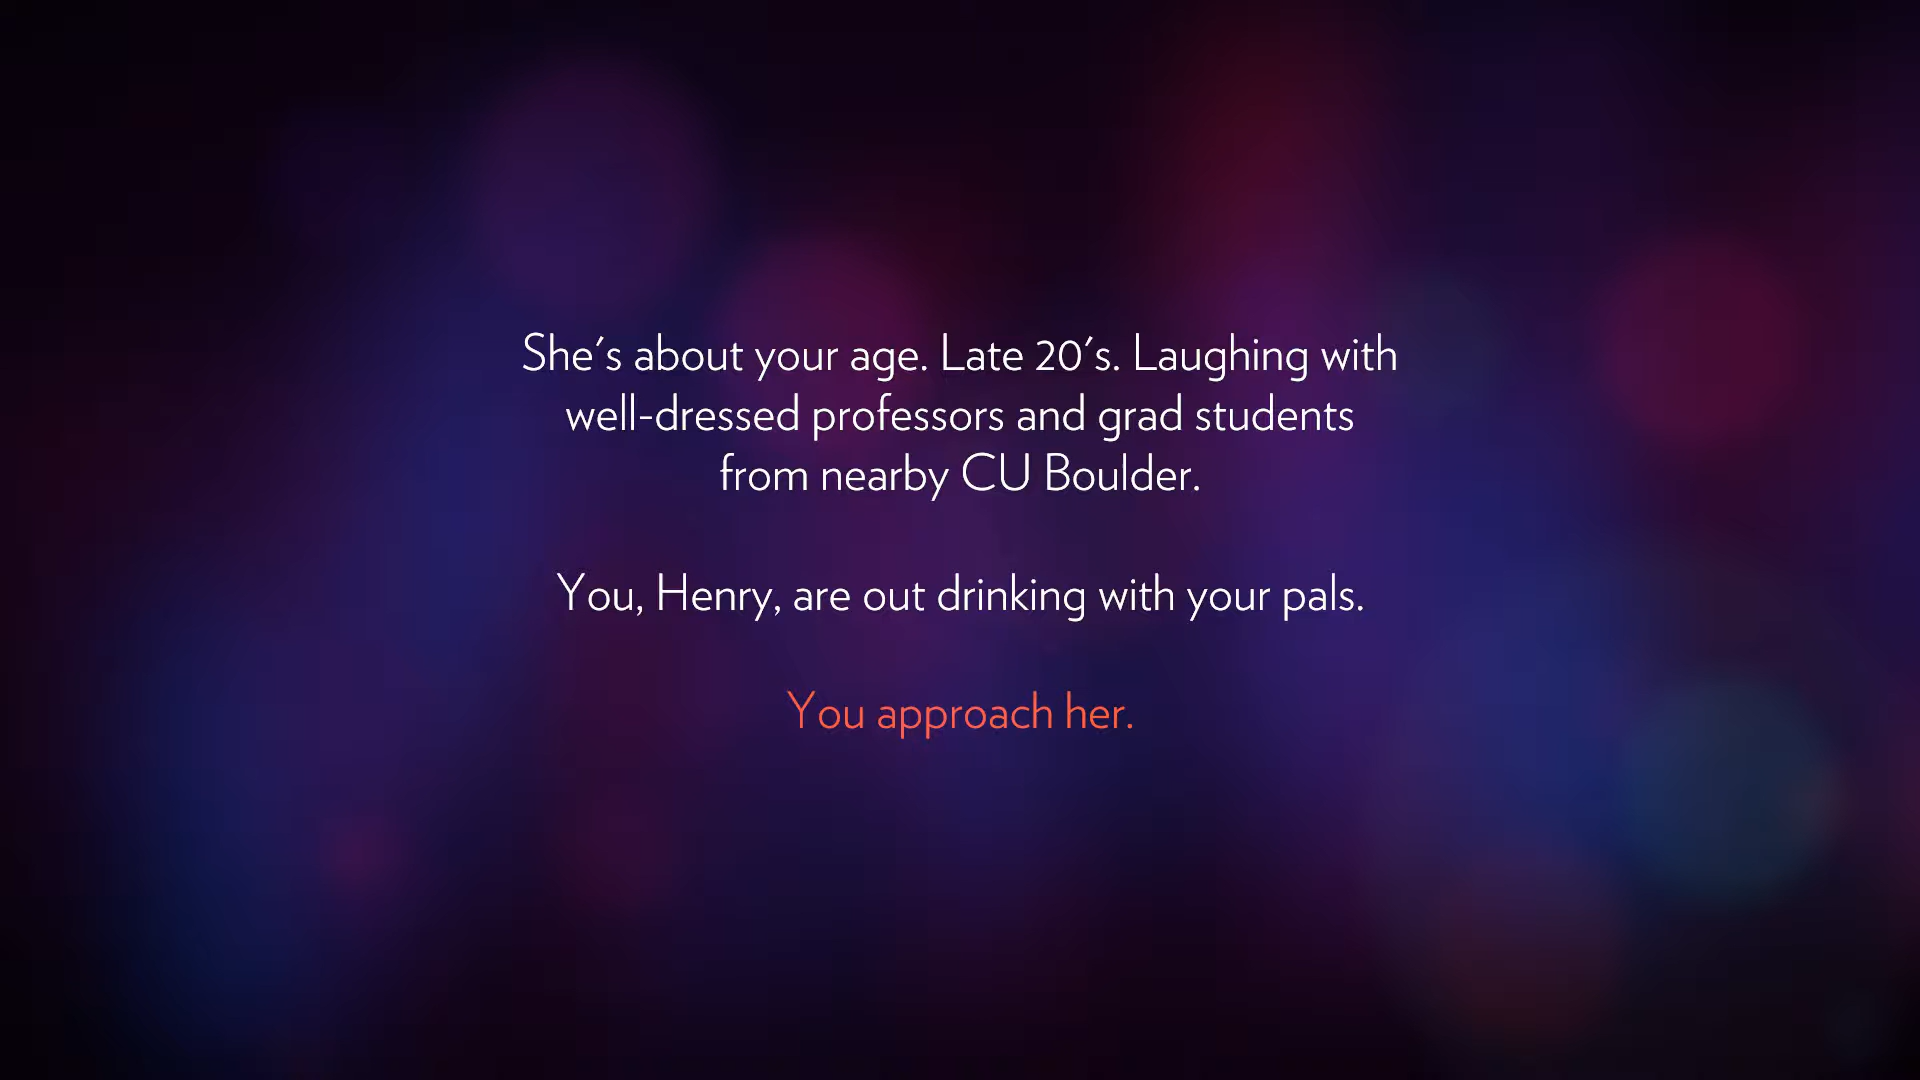 She's about your age. Late 20's. Laughing with
well-dressed professors and grad students
from nearby CU Boulder.
You, Henry, are out drinking with your pals.
You approach her.